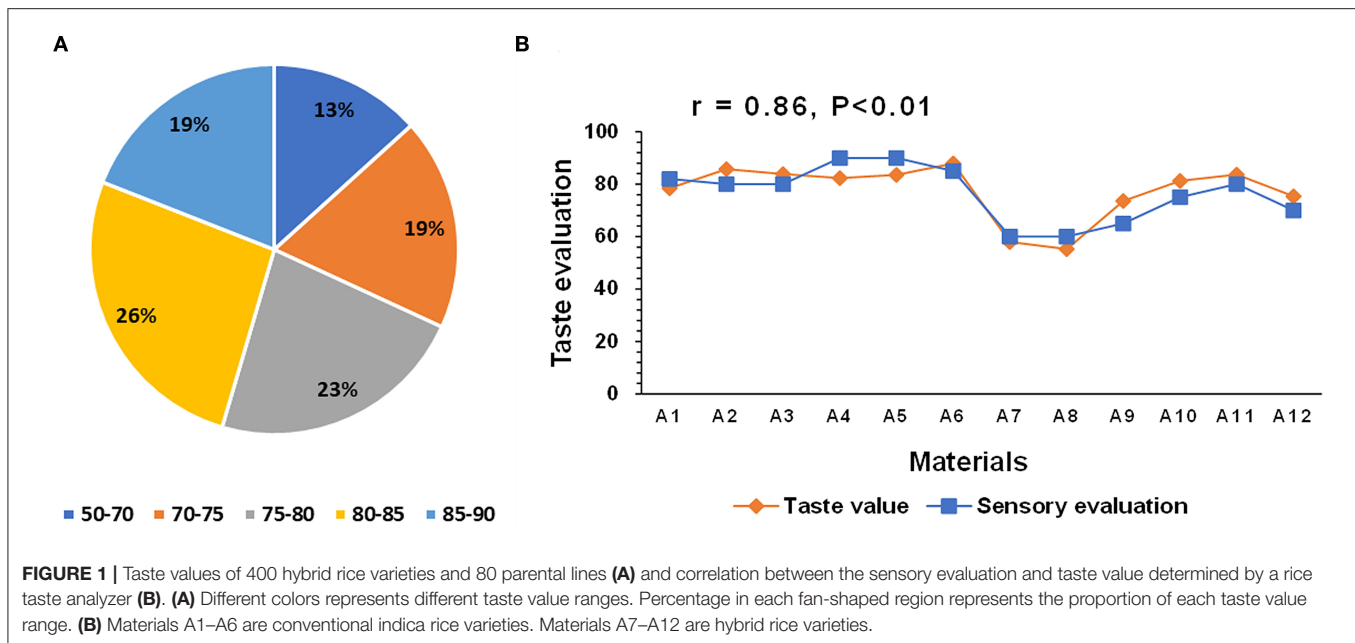 A
13%
19%
23%
26%
19%
50-70 70-75 75-80 80-85 85-90
B
r = 0.86, P<0.01
Taste evaluation
100
80
60
40
20
0
A1 A2 A3 A4 A5 A6 A7 A8 A9 A10 A11 A12
Materials
Taste value Sensory evaluation
FIGURE 1 | Taste values of 400 hybrid rice varieties and 80 parental lines (A) and correlation between the sensory evaluation and taste value determined by a rice
taste analyzer (B). (A) Different colors represents different taste value ranges. Percentage in each fan-shaped region represents the proportion of each taste value
range. (B) Materials A1–A6 are conventional indica rice varieties. Materials A7–A12 are hybrid rice varieties.